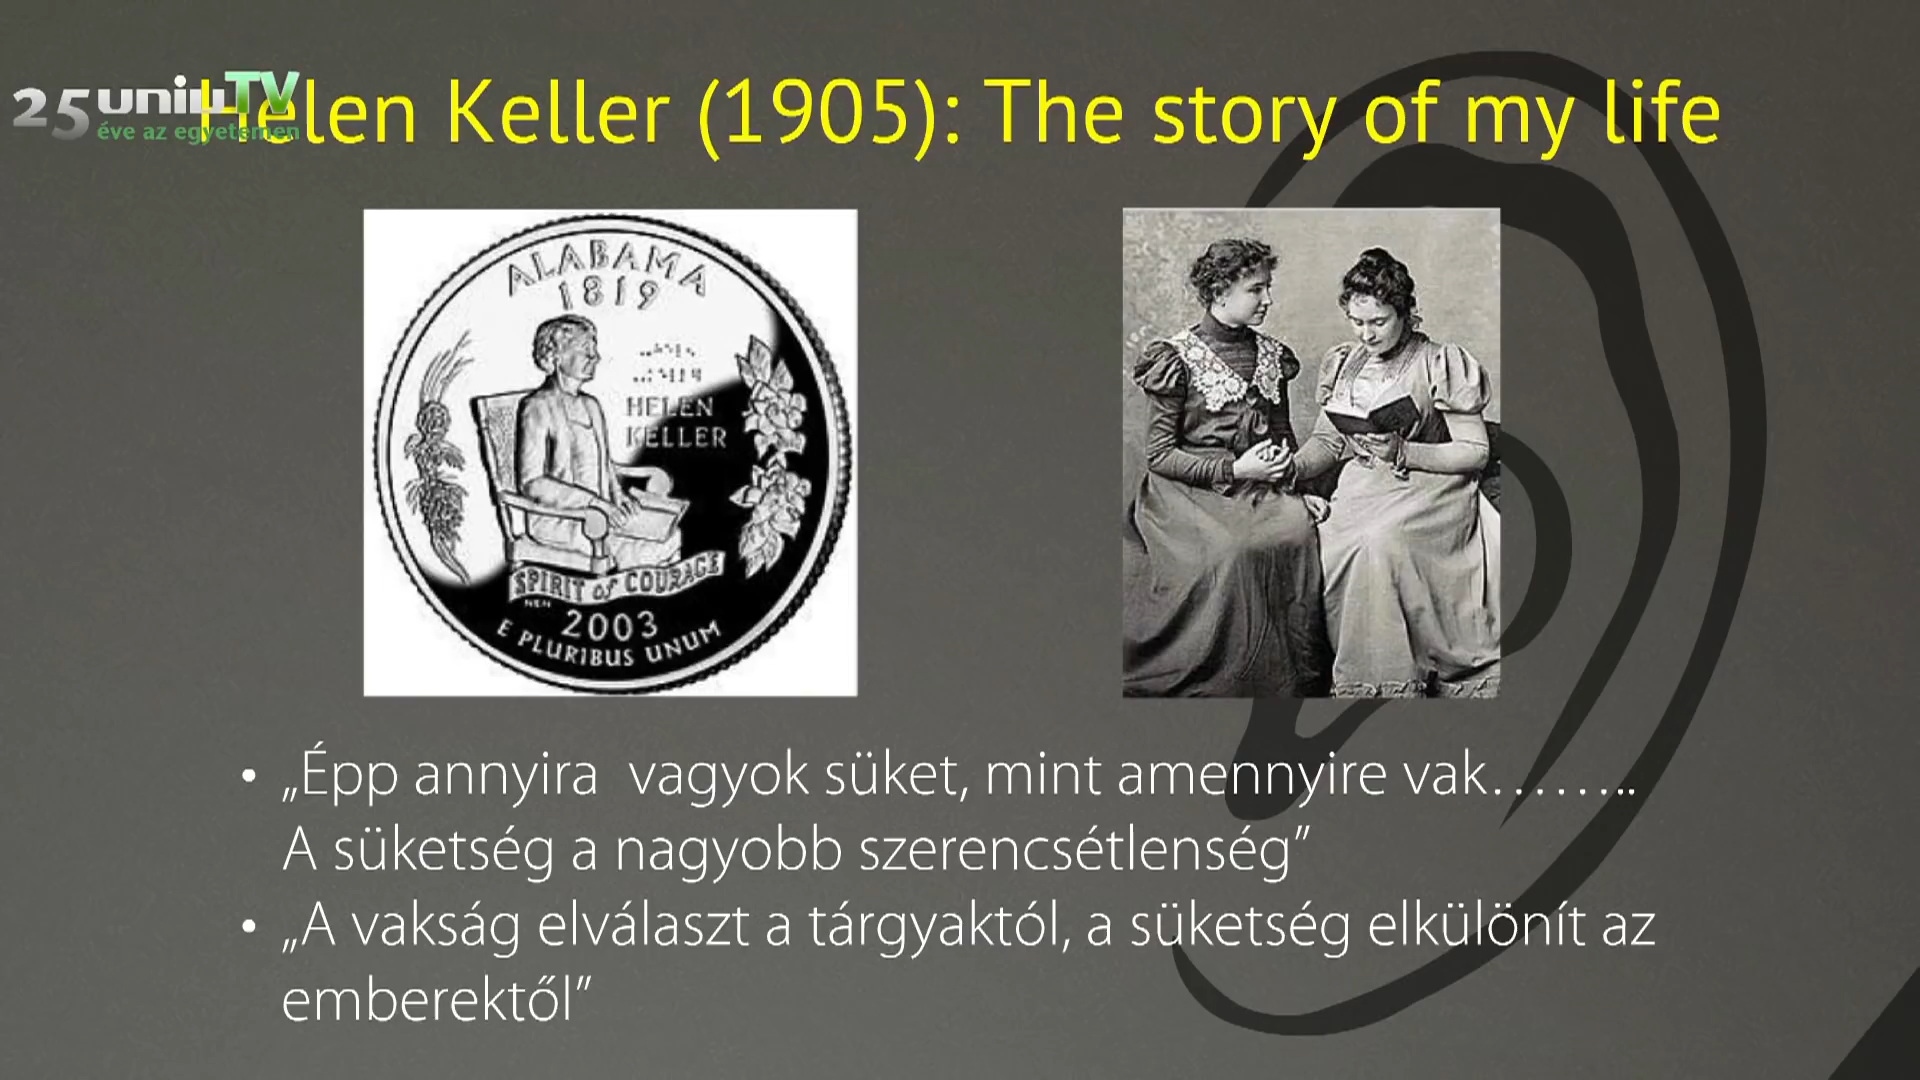 25 uniTV
éve az egyetemen
Helen Keller (1905): The story of my life
ALABAMA
1819
HELEN
KELLER
SPIRIT of COURAGE
2003
E PLURIBUS UNUM
• „Épp annyira vagyok süket, mint amennyire vak……..
A süketség a nagyobb szerencsétlenség”
• „A vakság elválaszt a tárgyaktól, a süketség elkülönít az
emberektől”